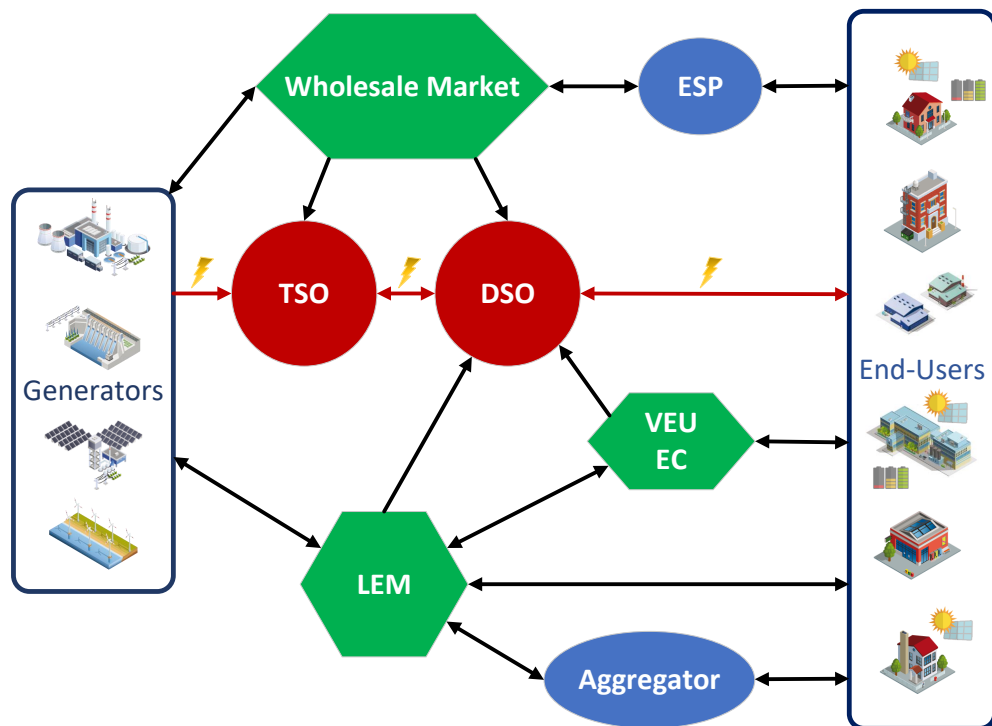 Wholesale Market
ESP
TSO
DSO
Generators
End-Users
VEU
EC
LEM
Aggregator